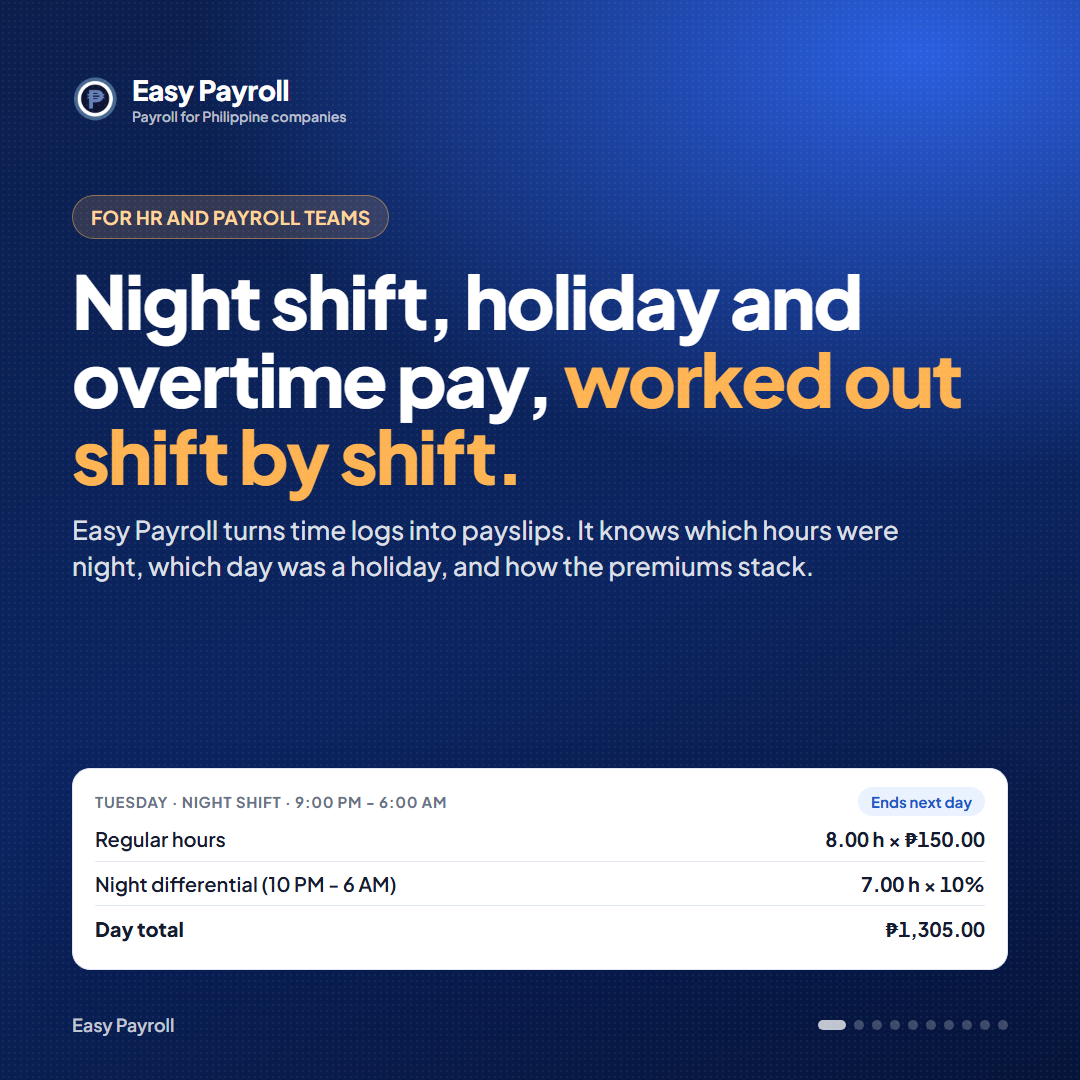 Easy Payroll
Payroll for Philippine companies
FOR HR AND PAYROLL TEAMS
Night shift, holiday and
overtime pay, worked out
shift by shift.
Easy Payroll turns time logs into payslips. It knows which hours were
night, which day was a holiday, and how the premiums stack.
TUESDAY · NIGHT SHIFT · 9:00 PM – 6:00 AM
Ends next day
Regular hours
8.00 h × ₱150.00
Night differential (10 PM – 6 AM)
7.00 h × 10%
Day total
₱1,305.00
Easy Payroll